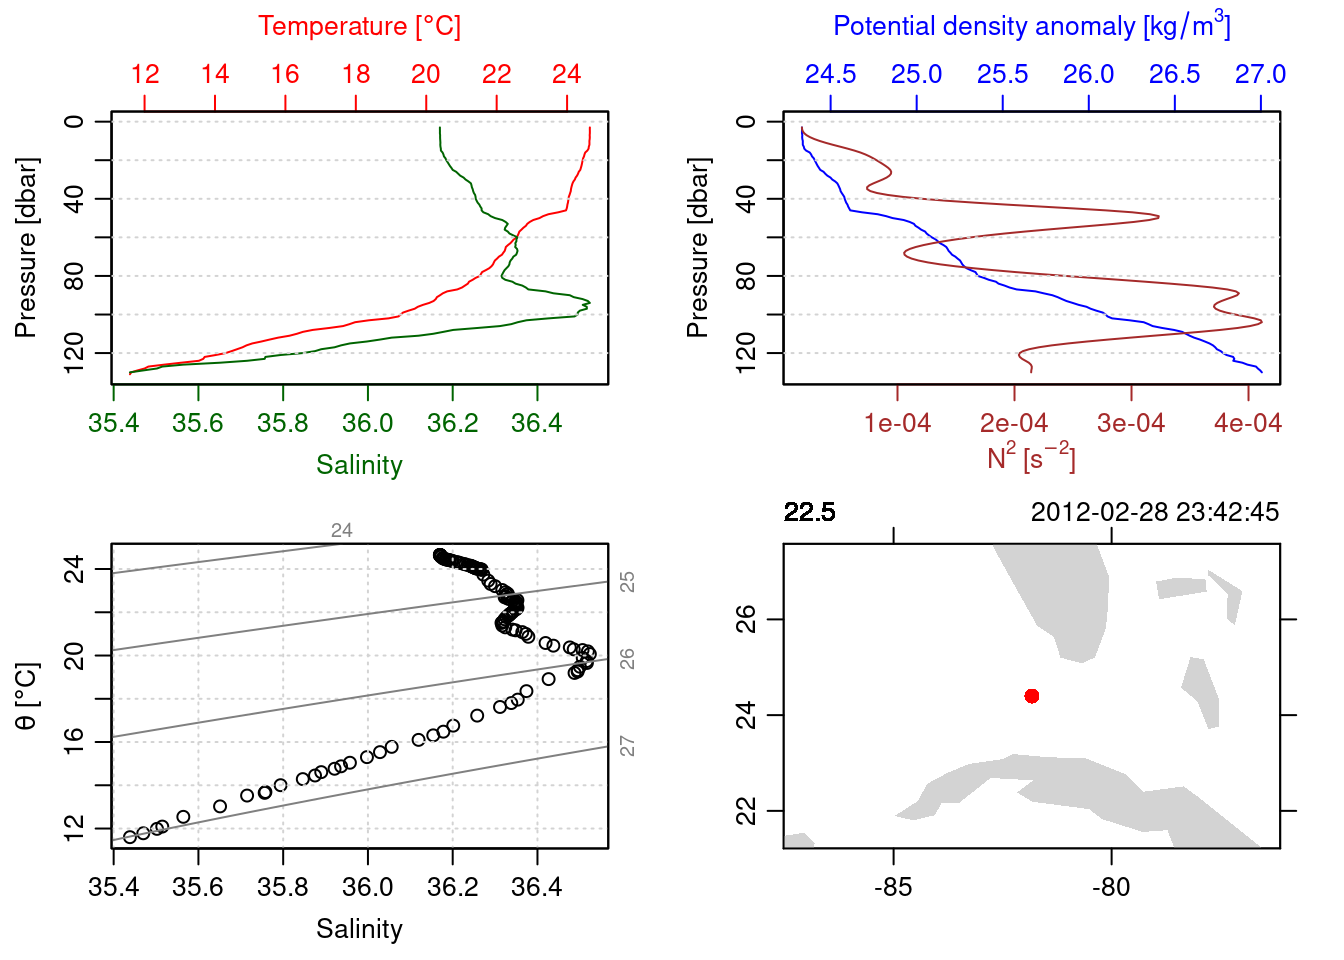 Temperature [°C]
12 14 16 18 20 22 24
Pressure [dbar]
0
40
80
120
35.4 35.6 35.8 36.0 36.2 36.4
Salinity
Potential density anomaly [kg/m³]
24.5 25.0 25.5 26.0 26.5 27.0
Pressure [dbar]
0
40
80
120
1e-04 2e-04 3e-04 4e-04
N² [s⁻²]
24
25
26
27
θ [°C]
24
20
16
12
35.4 35.6 35.8 36.0 36.2 36.4
Salinity
22.5 2012-02-28 23:42:45
26
24
22
-85 -80